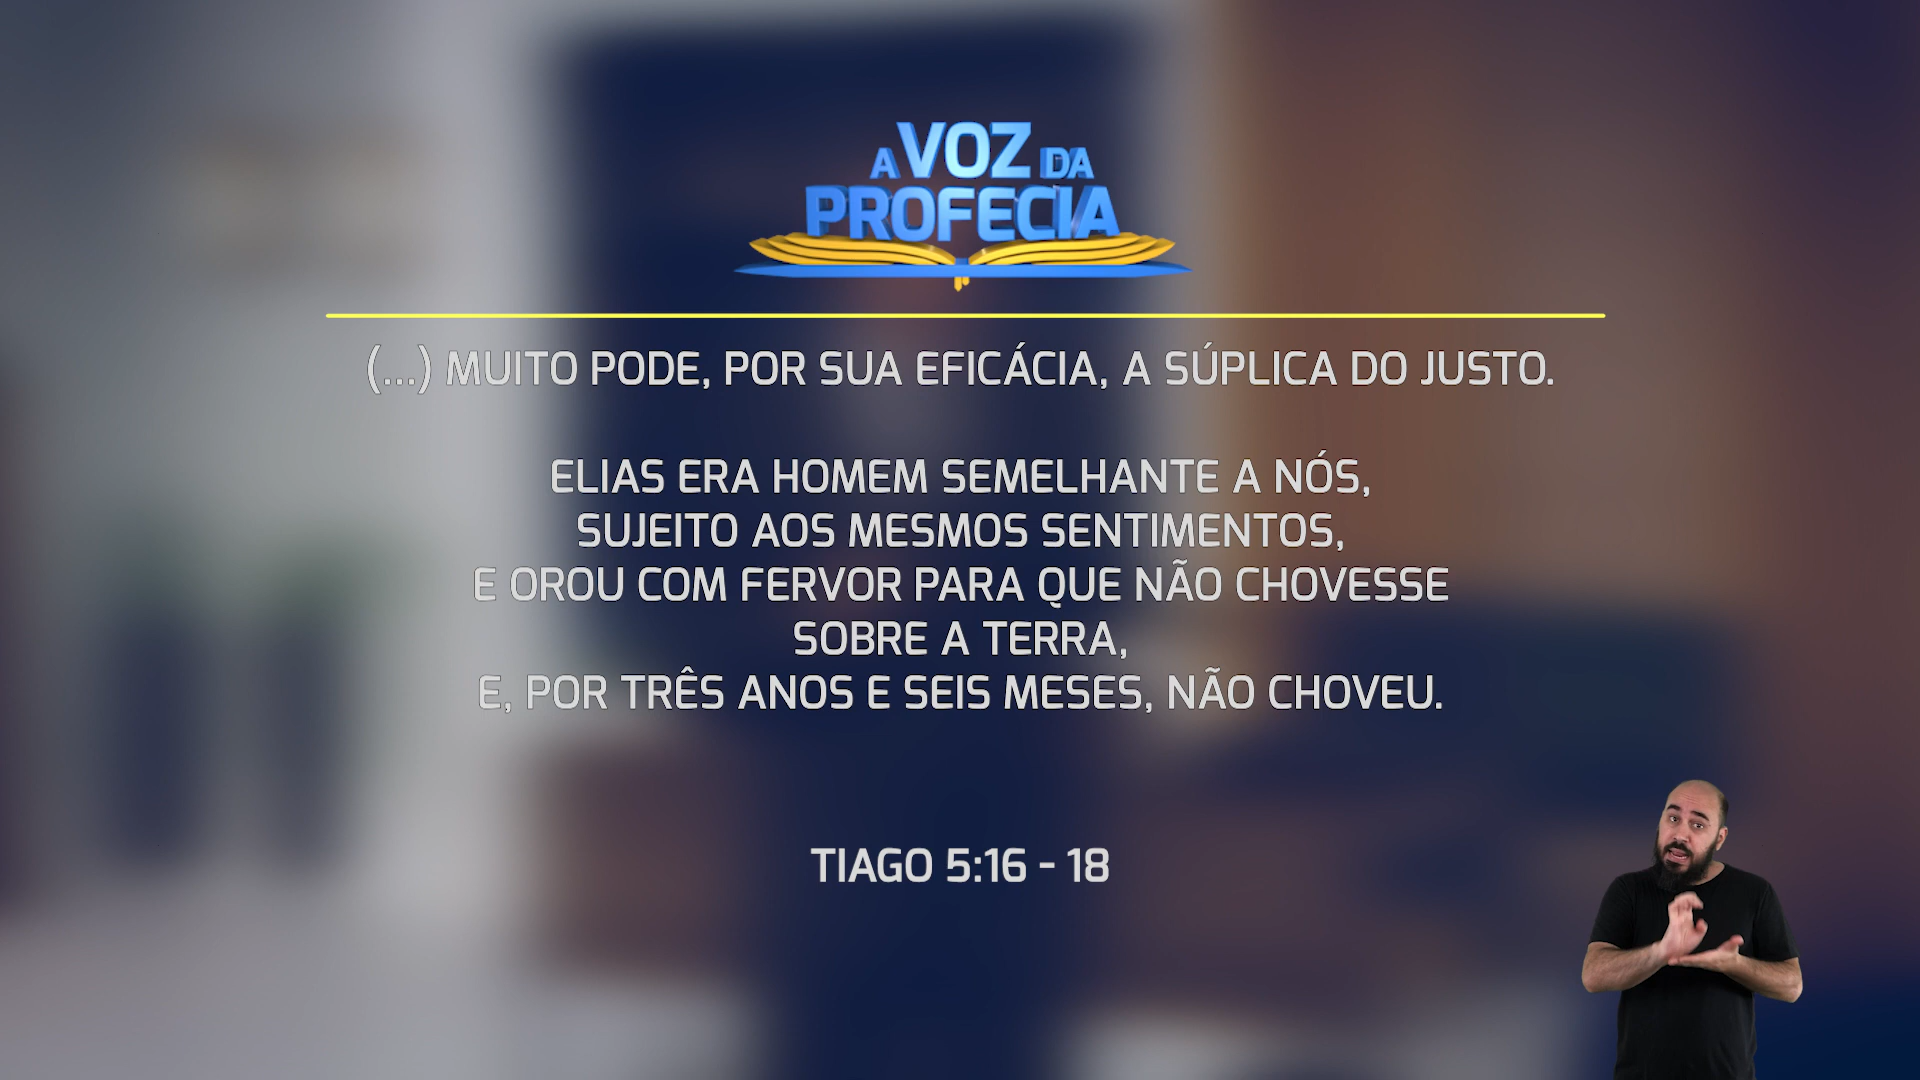 A VOZ DA
PROFECIA
(...) MUITO PODE, POR SUA EFICÁCIA, A SÚPLICA DO JUSTO.
ELIAS ERA HOMEM SEMELHANTE A NÓS,
SUJEITO AOS MESMOS SENTIMENTOS,
E OROU COM FERVOR PARA QUE NÃO CHOVESSE
SOBRE A TERRA,
E, POR TRÊS ANOS E SEIS MESES, NÃO CHOVEU.
TIAGO 5:16 - 18